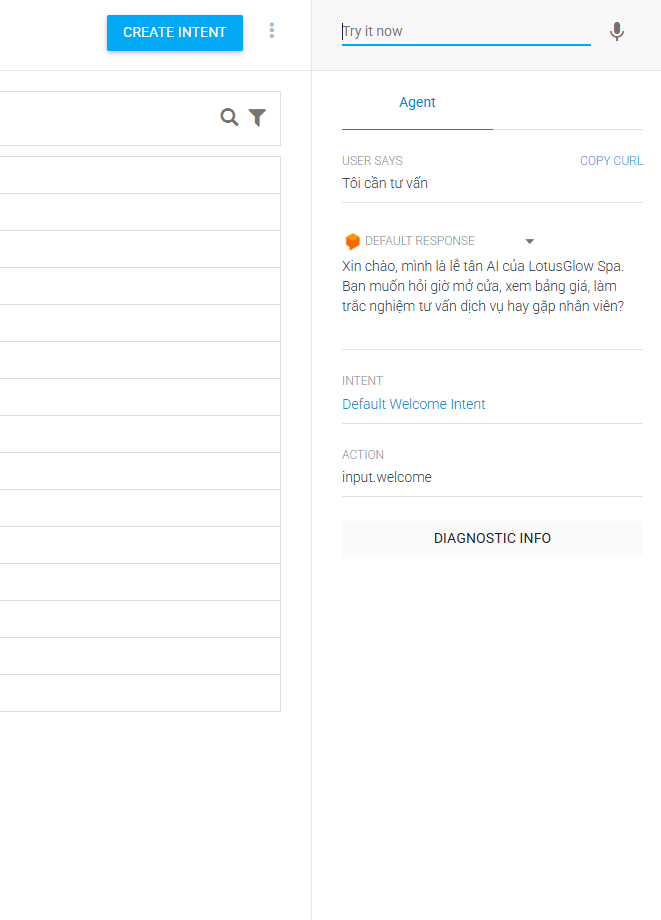 CREATE INTENT
Try it now
Agent
USER SAYS
COPY CURL
Tôi cần tư vấn
DEFAULT RESPONSE
Xin chào, mình là lễ tân AI của LotusGlow Spa.
Bạn muốn hỏi giờ mở cửa, xem bảng giá, làm
trắc nghiệm tư vấn dịch vụ hay gặp nhân viên?
INTENT
Default Welcome Intent
ACTION
input.welcome
DIAGNOSTIC INFO